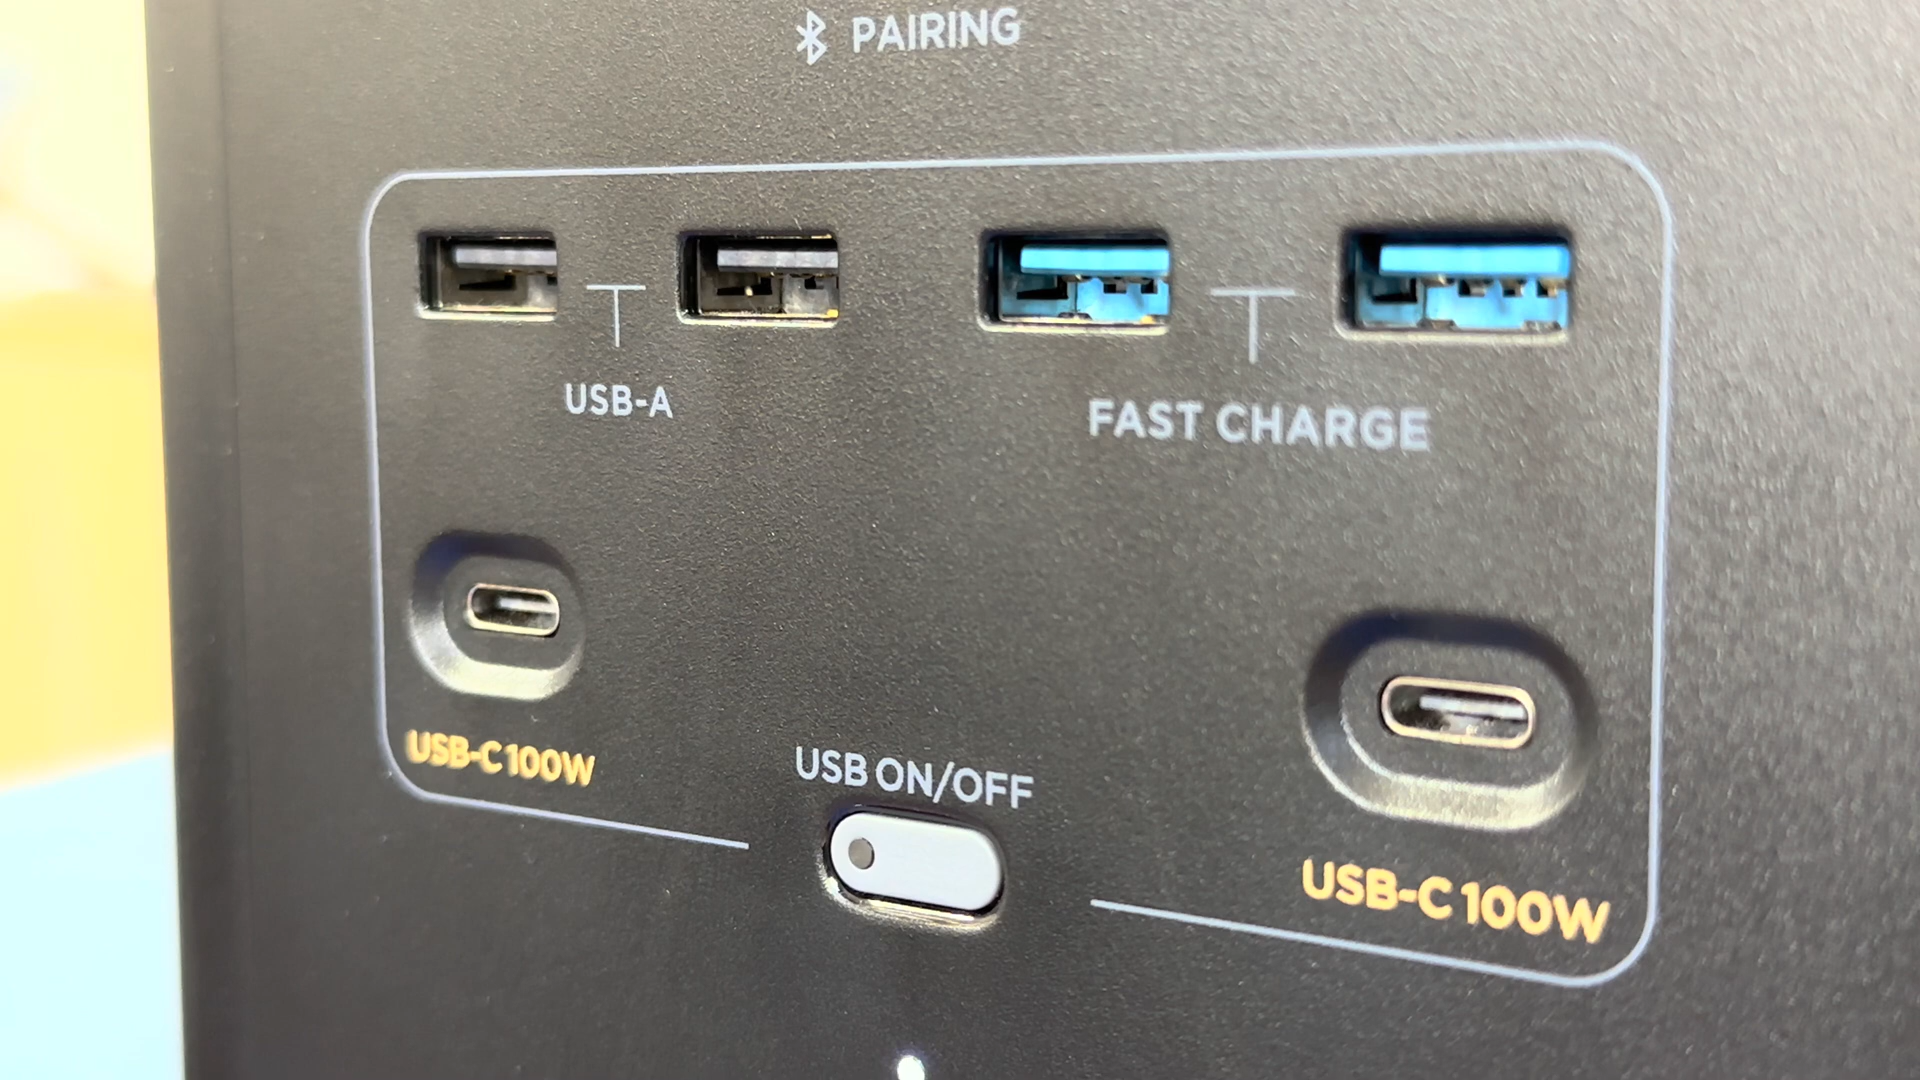 PAIRING
USB-A
FAST CHARGE
USB-C 100W
USB ON/OFF
USB-C 100W